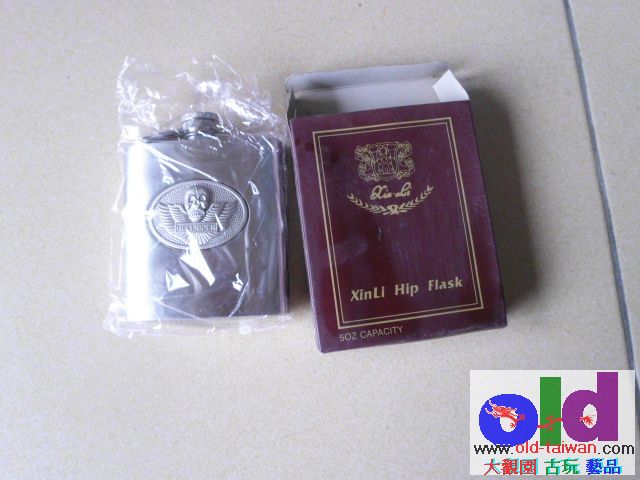 HELLRIDER
Xin-Li
XinLi Hip Flask
5OZ CAPACITY
old
www.old-taiwan.com
大觀園 古玩 藝品